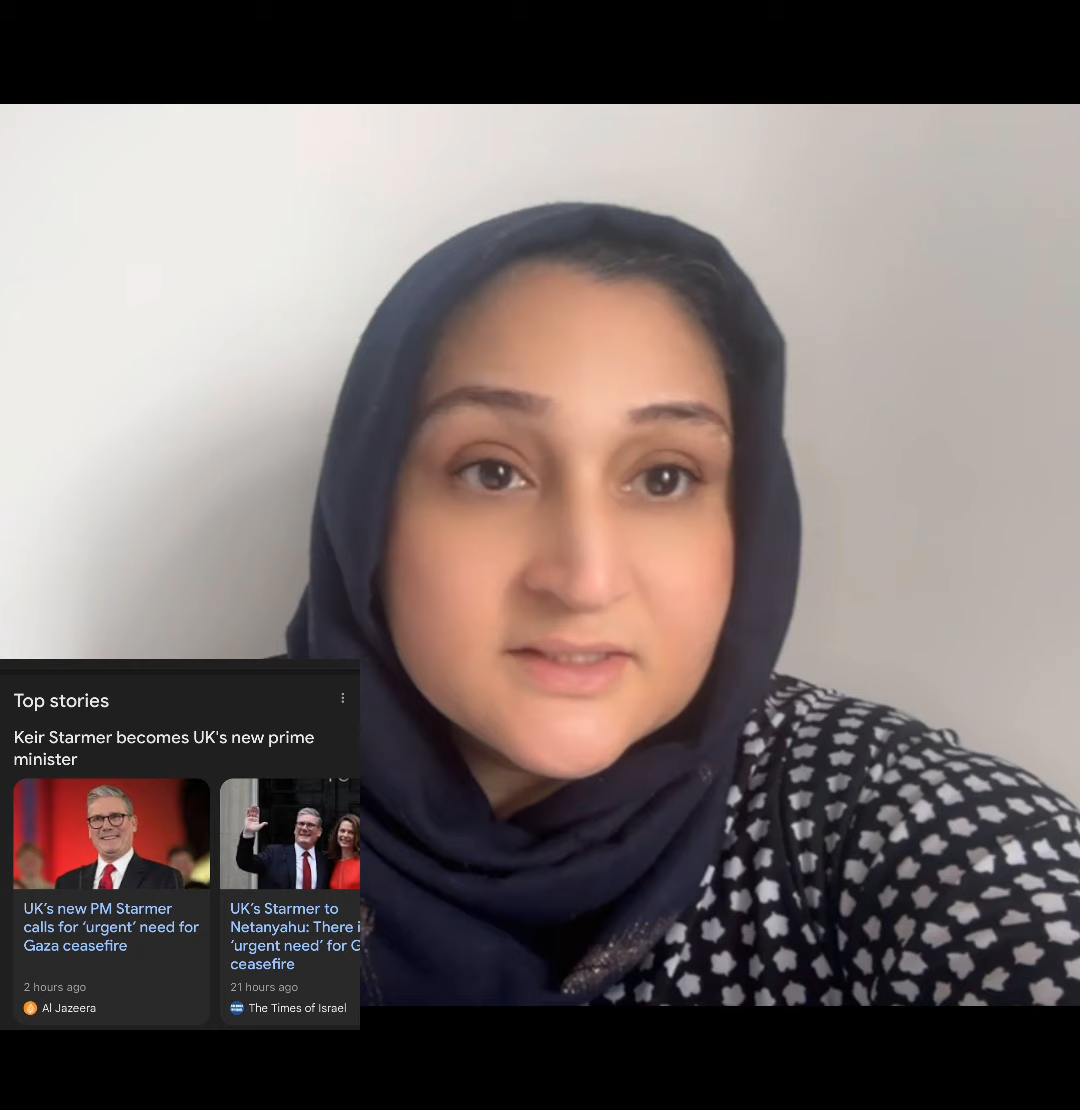 Top stories
Keir Starmer becomes UK's new prime
minister
UK's new PM Starmer
calls for 'urgent' need for
Gaza ceasefire
2 hours ago
Al Jazeera
UK's Starmer to
Netanyahu: There i
'urgent need' for G
ceasefire
21 hours ago
The Times of Israel